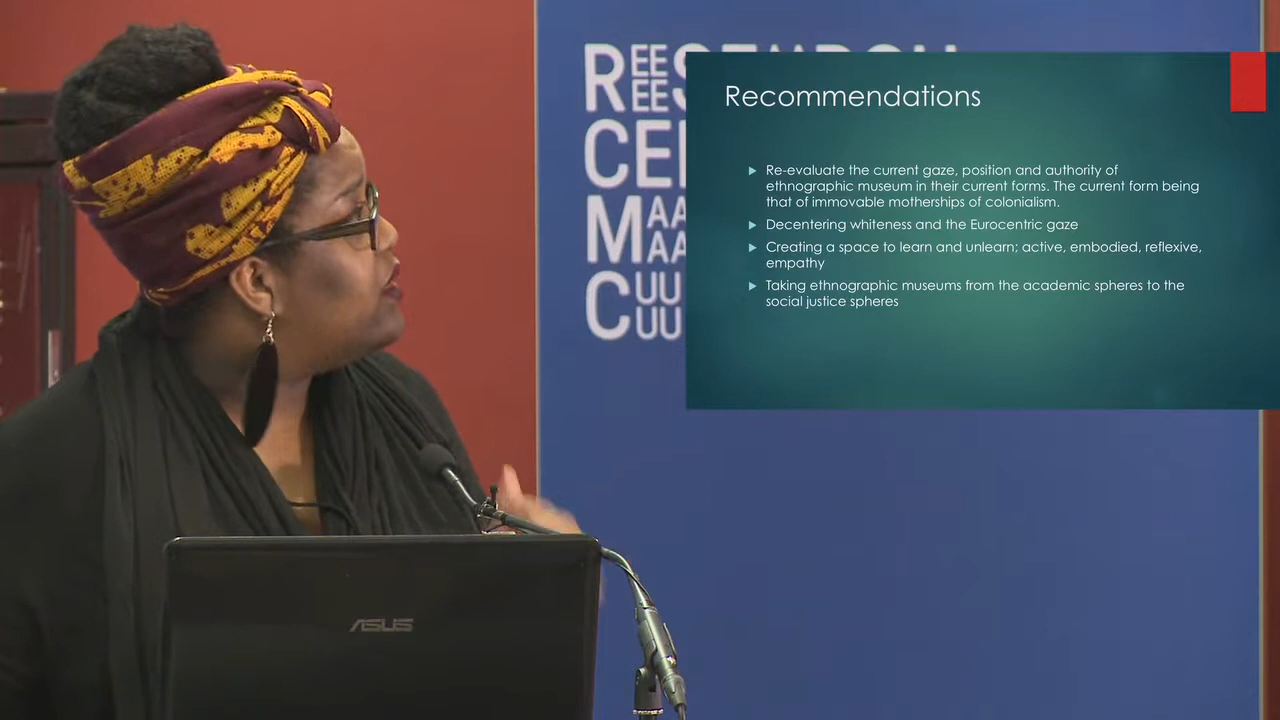 Recommendations
Re-evaluate the current gaze, position and authority of
ethnographic museum in their current forms. The current form being
that of immovable motherships of colonialism.
Decentering whiteness and the Eurocentric gaze
Creating a space to learn and unlearn; active, embodied, reflexive,
empathy
Taking ethnographic museums from the academic spheres to the
social justice spheres
ASUS